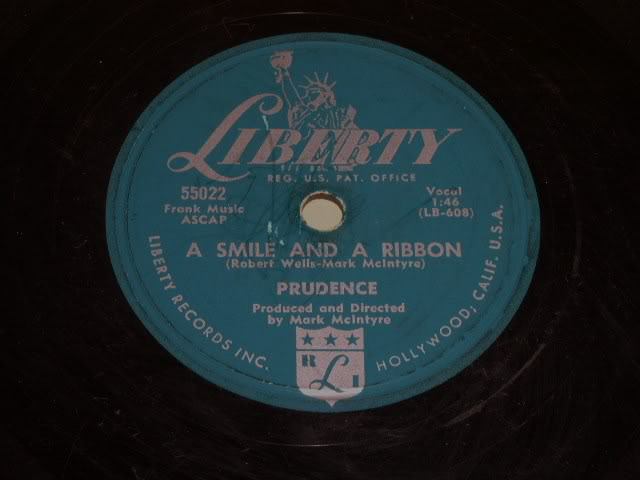 LIBERTY
REG. U.S. PAT. OFFICE
55022
Frank Music
ASCAP
Vocal
1:46
(LB-608)
A SMILE AND A RIBBON
(Robert Wells-Mark McIntyre)
PRUDENCE
Produced and Directed
by Mark McIntyre
R L I
LIBERTY RECORDS INC. HOLLYWOOD, CALIF. U.S.A.